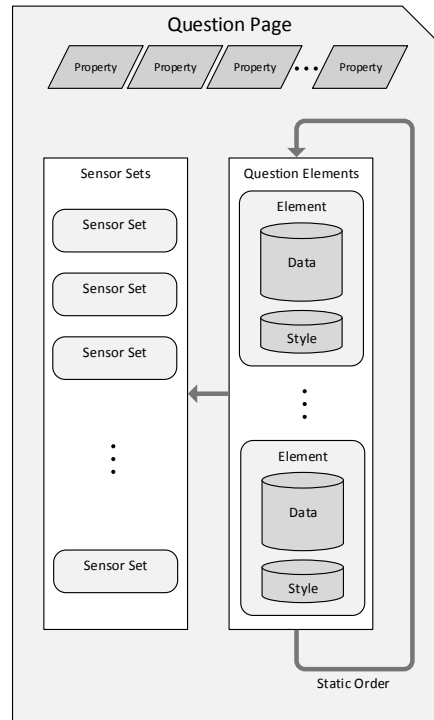 Question Page
Property Property Property ... Property
Sensor Sets
Sensor Set
Sensor Set
Sensor Set
Sensor Set
Question Elements
Element
Data
Style
Element
Data
Style
Static Order